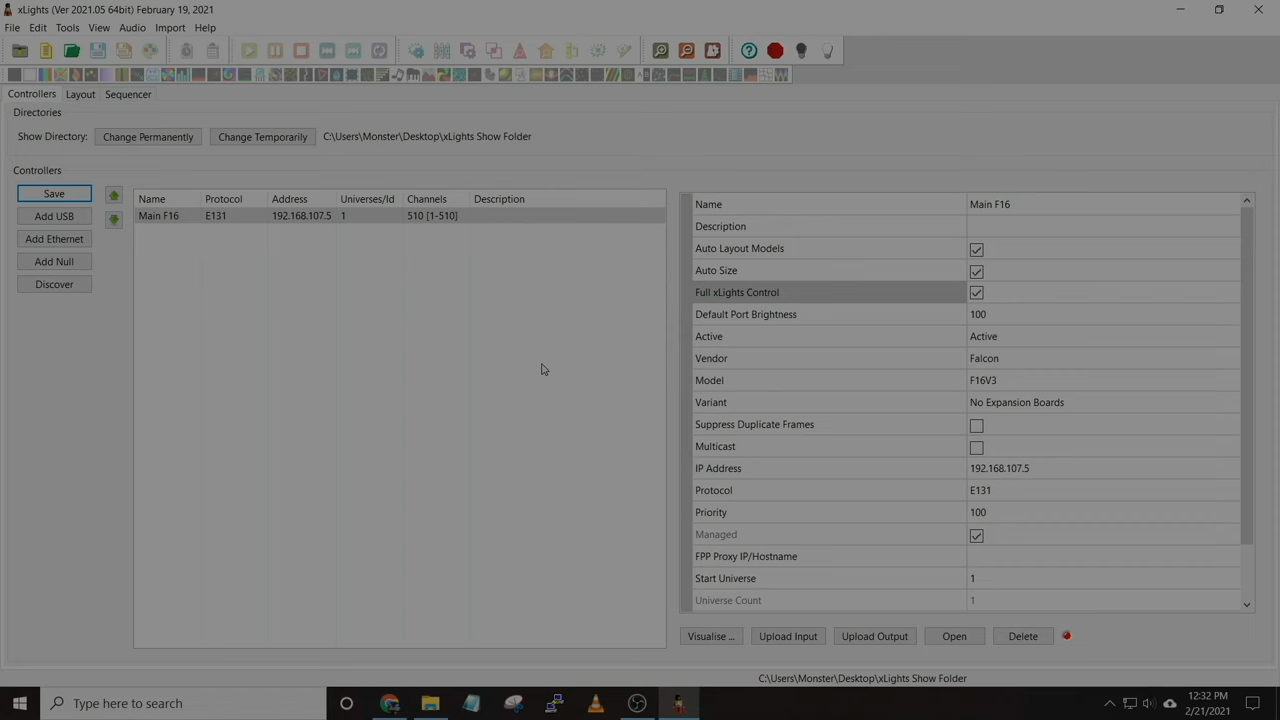 xLights (Ver 2021.05 64bit) February 19, 2021
File Edit Tools View Audio Import Help
Controllers Layout Sequencer
Directories
Show Directory: Change Permanently Change Temporarily C:\Users\Monster\Desktop\xLights Show Folder
Controllers
Save
Add USB
Add Ethernet
Add Null
Discover
Name Protocol Address Universes/Id Channels Description
Main F16 E131 192.168.107.5 1 510 [1-510]
Name Main F16
Description
Auto Layout Models
Auto Size
Full xLights Control
Default Port Brightness 100
Active Active
Vendor Falcon
Model F16V3
Variant No Expansion Boards
Suppress Duplicate Frames
Multicast
IP Address 192.168.107.5
Protocol E131
Priority 100
Managed
FPP Proxy IP/Hostname
Start Universe 1
Universe Count 1
Visualise ... Upload Input Upload Output Open Delete
C:\Users\Monster\Desktop\xLights Show Folder
Type here to search
12:32 PM
2/21/2021